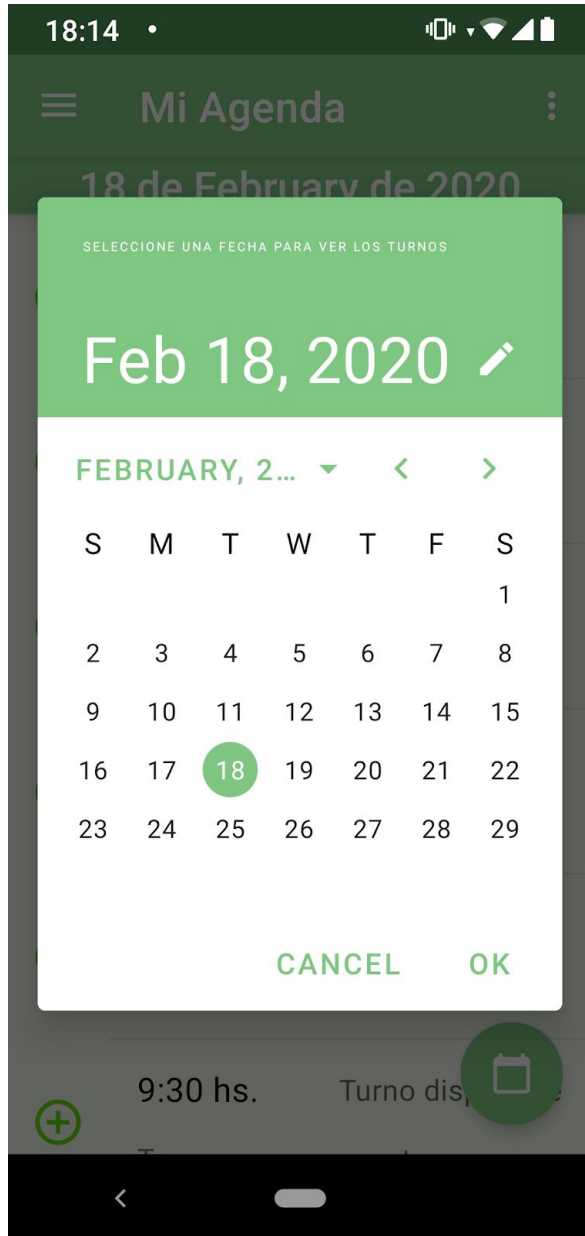 18:14
Mi Agenda
18 de February de 2020
SELECCIONE UNA FECHA PARA VER LOS TURNOS
Feb 18, 2020
FEBRUARY, 2...
S M T W T F S
1
2 3 4 5 6 7 8
9 10 11 12 13 14 15
16 17 18 19 20 21 22
23 24 25 26 27 28 29
CANCEL OK
9:30 hs. Turno